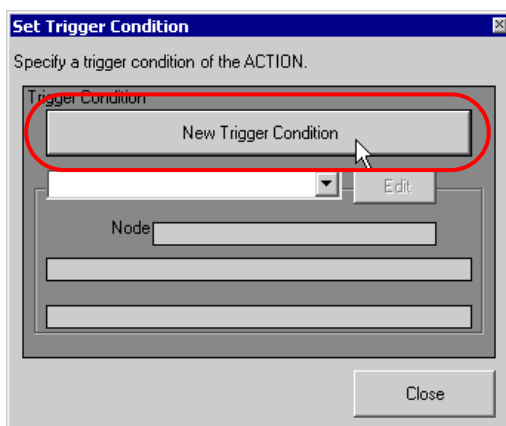 Set Trigger Condition
Specify a trigger condition of the ACTION.
Trigger Condition
New Trigger Condition
Edit
Node
Close